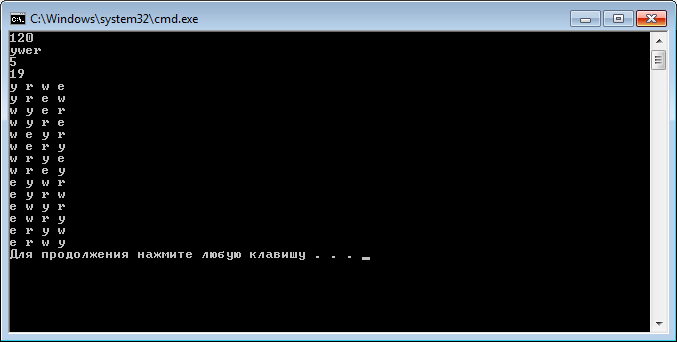 C:\Windows\system32\cmd.exe
120
ywer
5
19
y r w e
y r e w
w y e r
w y r e
w e y r
w e r y
w r y e
w r e y
e y w r
e y r w
e w y r
e w r y
e r y w
e r w y
Для продолжения нажмите любую клавишу . . . _